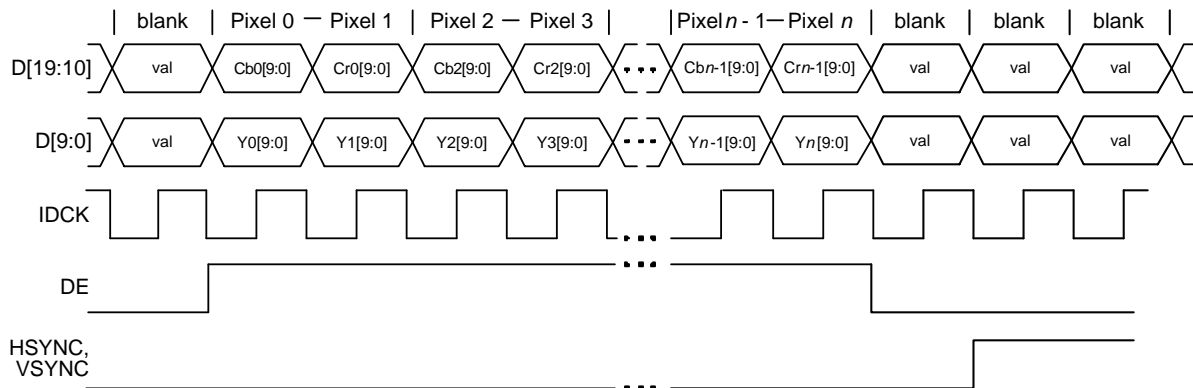 blank Pixel 0 — Pixel 1 Pixel 2 — Pixel 3 Pixel n - 1 — Pixel n blank blank blank
D[19:10] val Cb0[9:0] Cr0[9:0] Cb2[9:0] Cr2[9:0] Cbn-1[9:0] Crn-1[9:0] val val val
D[9:0] val Y0[9:0] Y1[9:0] Y2[9:0] Y3[9:0] Yn-1[9:0] Yn[9:0] val val val
IDCK
DE
HSYNC,
VSYNC